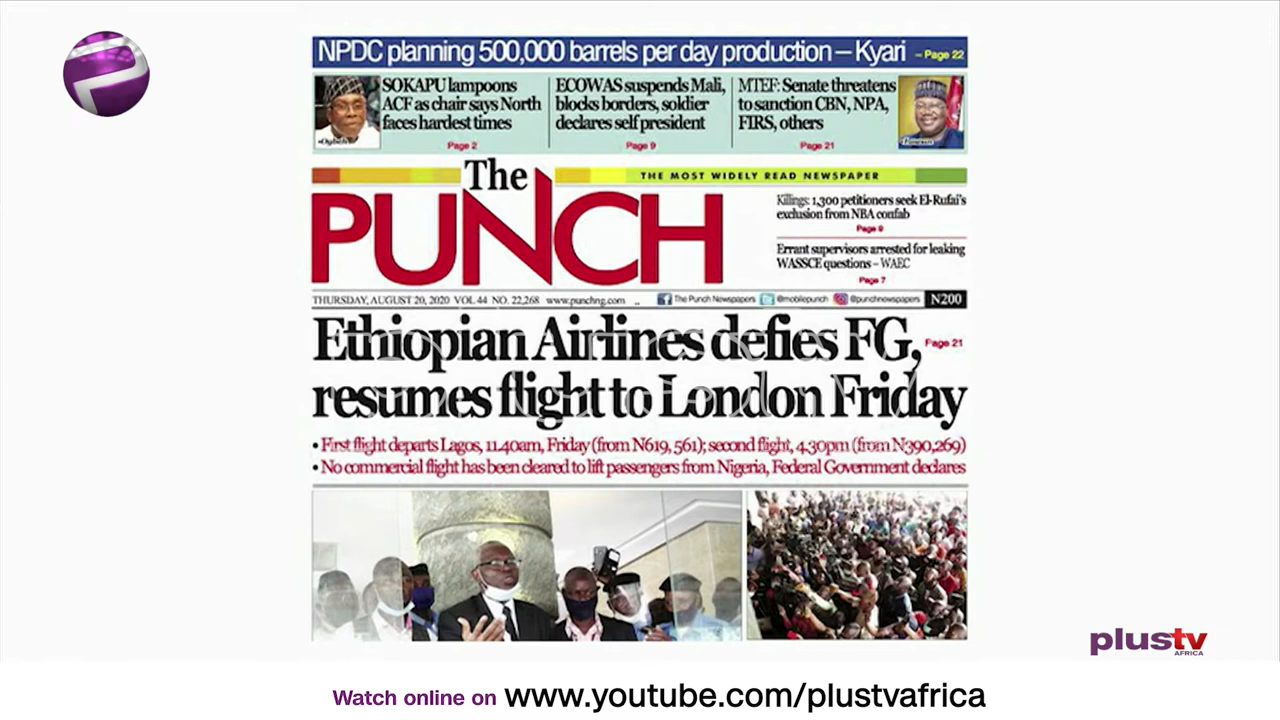 NPDC planning 500,000 barrels per day production – Kyari – Page 22
SOKAPU lampoons
ACF as chair says North
faces hardest times
Page 2
•Ogbeh
ECOWAS suspends Mali,
blocks borders, soldier
declares self president
Page 9
MTEF: Senate threatens
to sanction CBN, NPA,
FIRS, others
Page 21
The
PUNCH
THE MOST WIDELY READ NEWSPAPER
Killings: 1,300 petitioners seek El-Rufai's
exclusion from NBA confab
Errant supervisors arrested for leaking
WASSCE questions – WAEC
Page 7
THURSDAY, AUGUST 20, 2020 VOL 44 NO. 22,268 www.punchng.com
The Punch Newspapers @mobilepunch @punchnewspapers N200
Ethiopian Airlines defies FG, Page 21
resumes flight to London Friday
• First flight departs Lagos, 11.40am, Friday (from N619, 561); second flight, 4.30pm (from N390,269)
• No commercial flight has been cleared to lift passengers from Nigeria, Federal Government declares
plustv
AFRICA
Watch online on www.youtube.com/plustvafrica